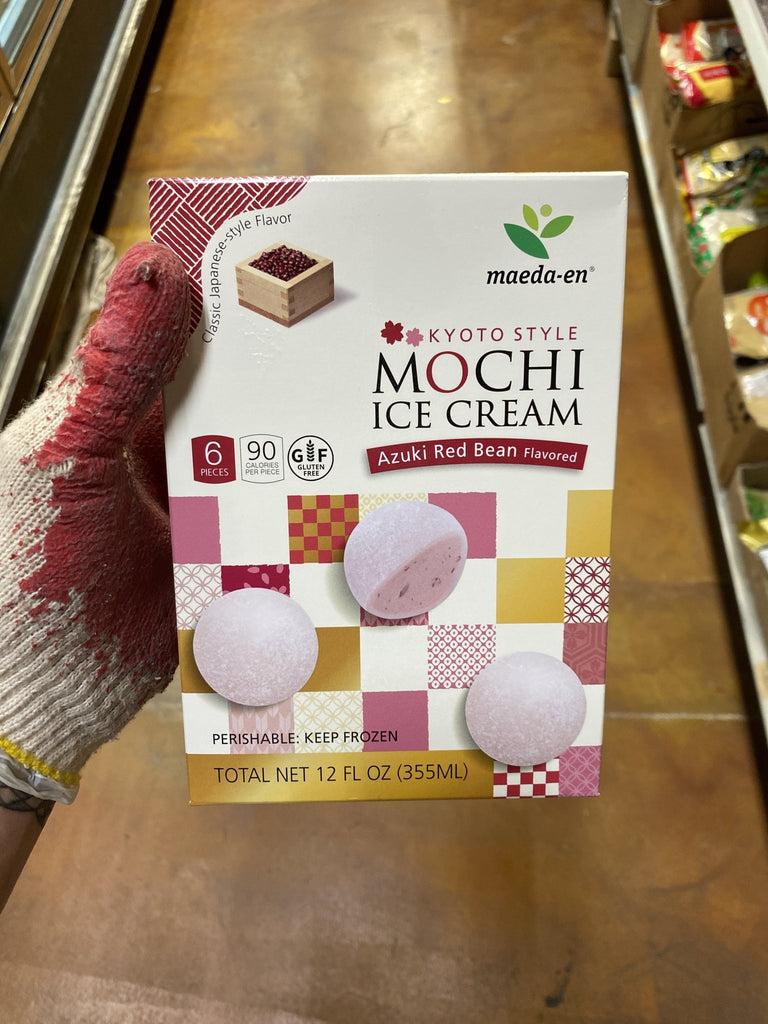 Classic Japanese-style Flavor
maeda-en®
KYOTO STYLE
MOCHI
ICE CREAM
Azuki Red Bean Flavored
6
PIECES
90
CALORIES
PER PIECE
GF
GLUTEN
FREE
PERISHABLE: KEEP FROZEN
TOTAL NET 12 FL OZ (355ML)